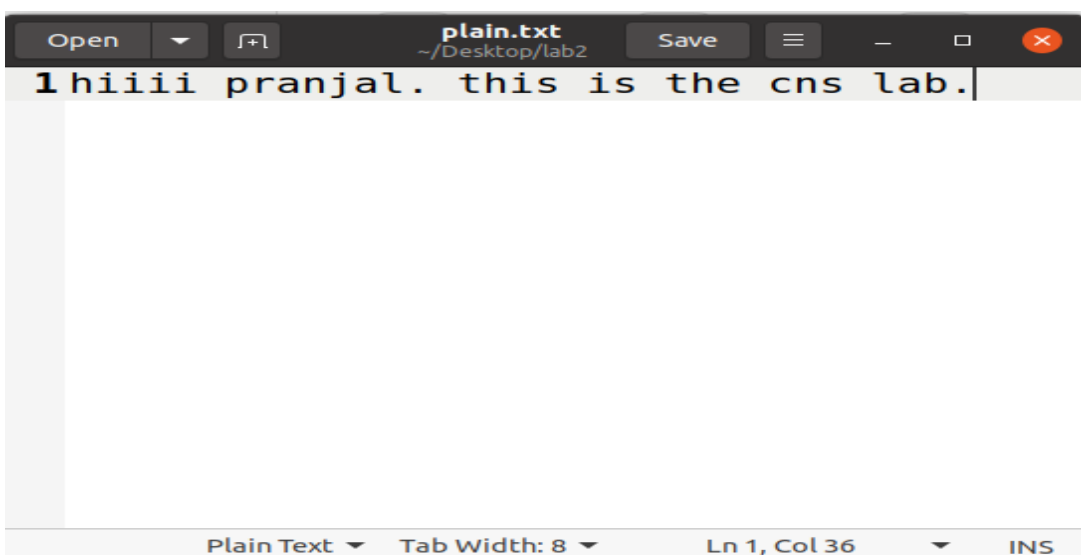 Open plain.txt Save
~/Desktop/lab2
1 hiiii pranjal. this is the cns lab.
Plain Text Tab Width: 8 Ln 1, Col 36 INS